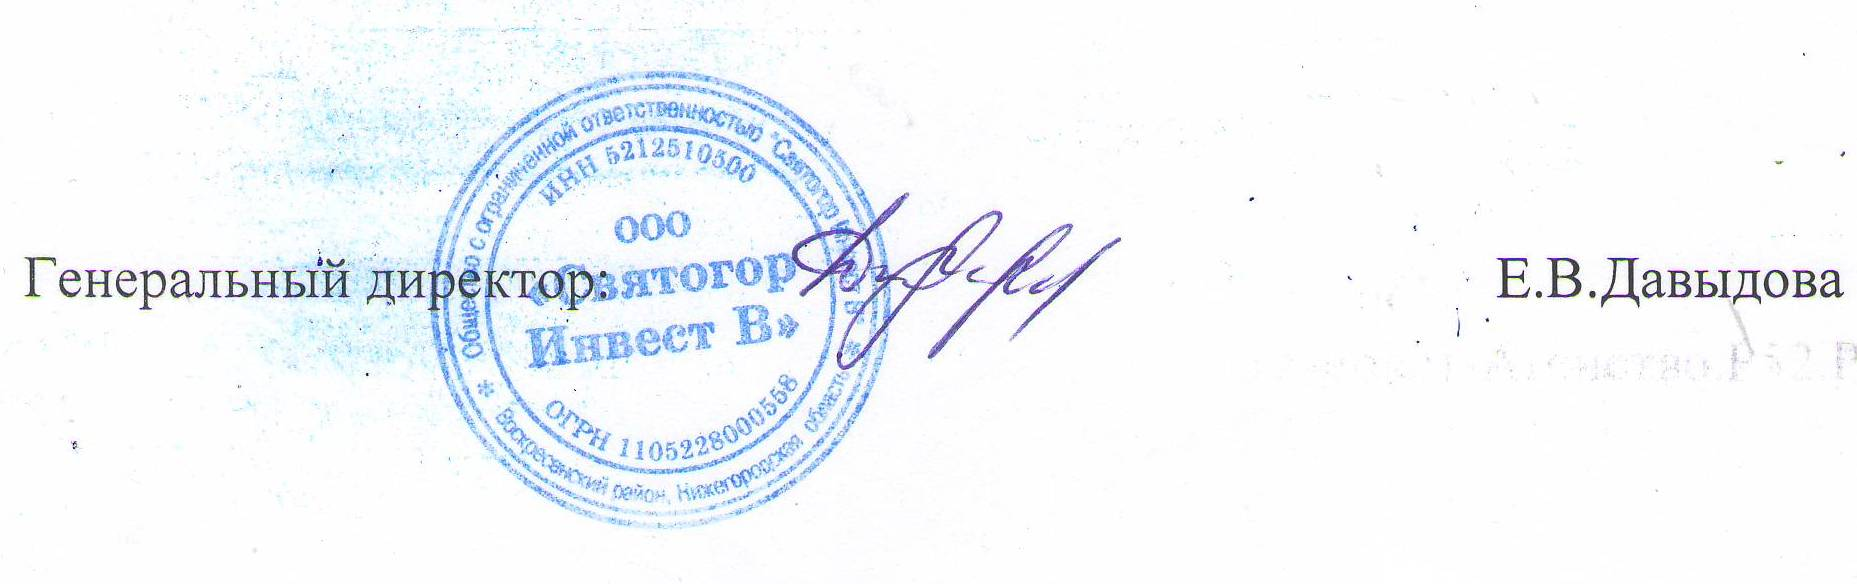 Генеральный директор:
Е.В.Давыдова
Общество с ограниченной ответственностью "Святогор
ИНН 5212510500
ООО
«Святогор
Инвест В»
ОГРН 1105228000558
* Воскресенский район, Нижегородская область *